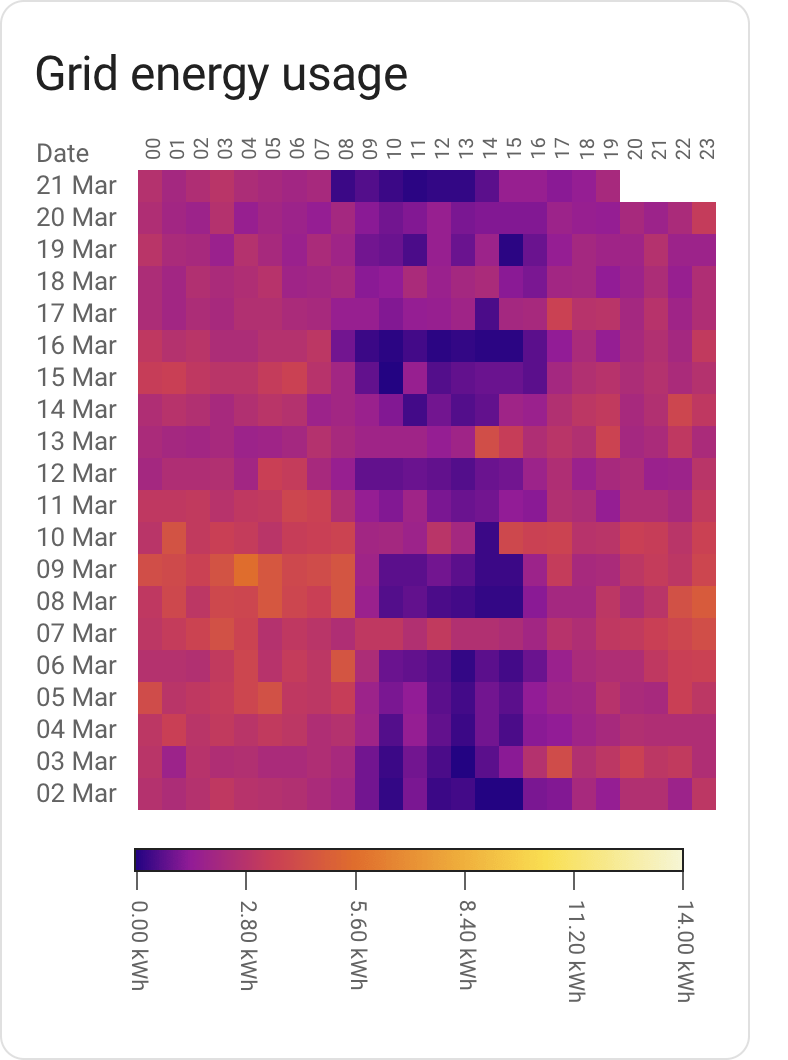 Grid energy usage
Date 00 01 02 03 04 05 06 07 08 09 10 11 12 13 14 15 16 17 18 19 20 21 22 23
21 Mar
20 Mar
19 Mar
18 Mar
17 Mar
16 Mar
15 Mar
14 Mar
13 Mar
12 Mar
11 Mar
10 Mar
09 Mar
08 Mar
07 Mar
06 Mar
05 Mar
04 Mar
03 Mar
02 Mar
0.00 kWh
2.80 kWh
5.60 kWh
8.40 kWh
11.20 kWh
14.00 kWh